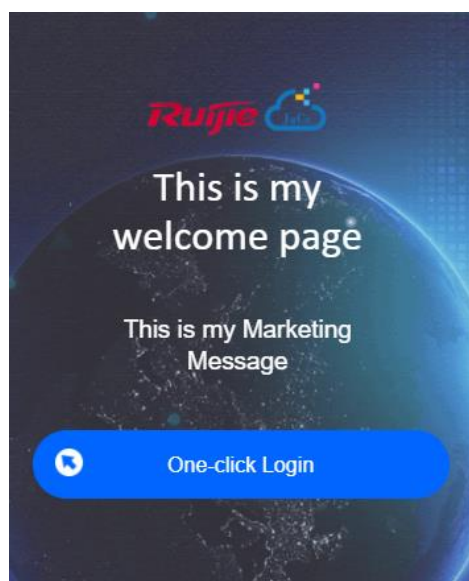 Ruijie
This is my
welcome page
This is my Marketing
Message
One-click Login